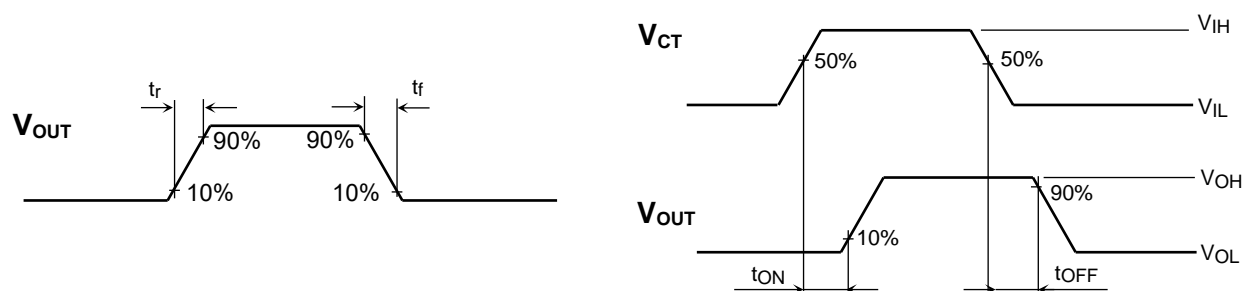 tr
tf
VOUT
90%
90%
10%
10%
VCT
VIH
50%
50%
VIL
VOH
VOUT
90%
10%
VOL
tON
tOFF